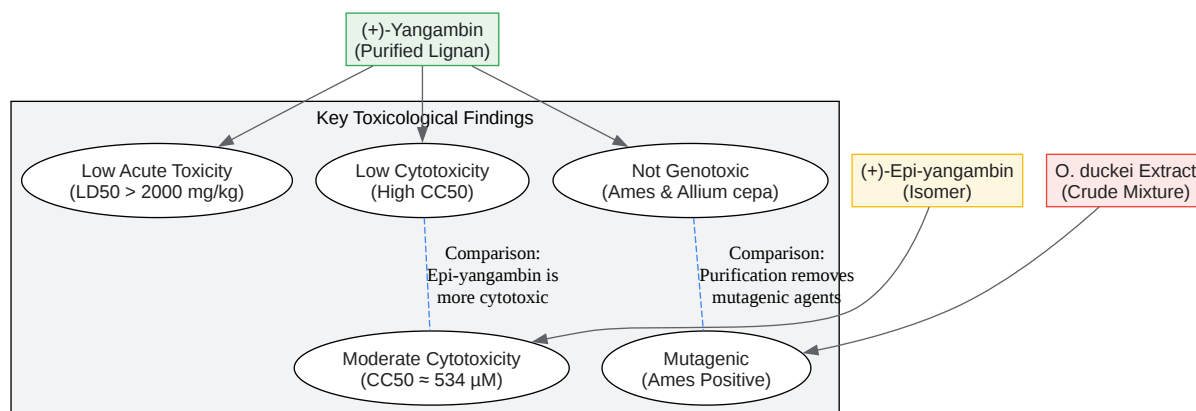 (+)-Yangambin
(Purified Lignan)
Key Toxicological Findings
Low Acute Toxicity
(LD50 > 2000 mg/kg)
Low Cytotoxicity
(High CC50)
Not Genotoxic
(Ames & Allium cepa)
(+)-Epi-yangambin
(Isomer)
O. duckei Extract
(Crude Mixture)
Comparison:
Epi-yangambin is
more cytotoxic
Comparison:
Purification removes
mutagenic agents
Moderate Cytotoxicity
(CC50 ≈ 534 µM)
Mutagenic
(Ames Positive)